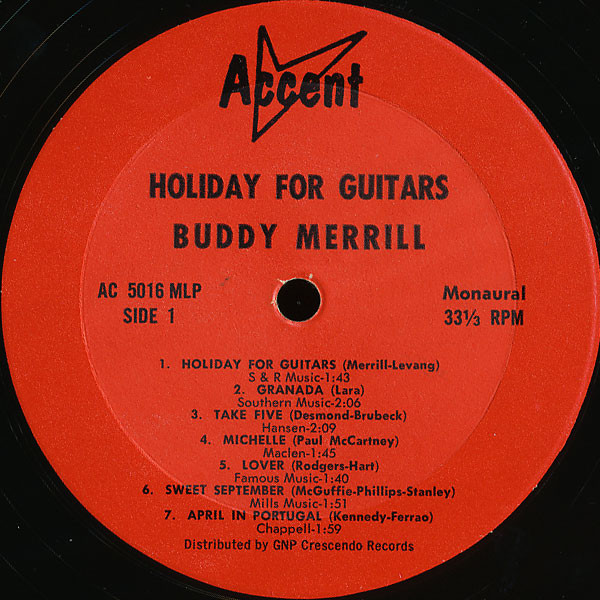 Accent
HOLIDAY FOR GUITARS
BUDDY MERRILL
AC 5016 MLP
SIDE 1
Monaural
33⅓ RPM
1. HOLIDAY FOR GUITARS (Merrill-Levang)
S & R Music-1:43
2. GRANADA (Lara)
Southern Music-2:06
3. TAKE FIVE (Desmond-Brubeck)
Hansen-2:09
4. MICHELLE (Paul McCartney)
Maclen-1:45
5. LOVER (Rodgers-Hart)
Famous Music-1:40
6. SWEET SEPTEMBER (McGuffie-Phillips-Stanley)
Mills Music-1:51
7. APRIL IN PORTUGAL (Kennedy-Ferrao)
Chappell-1:59
Distributed by GNP Crescendo Records